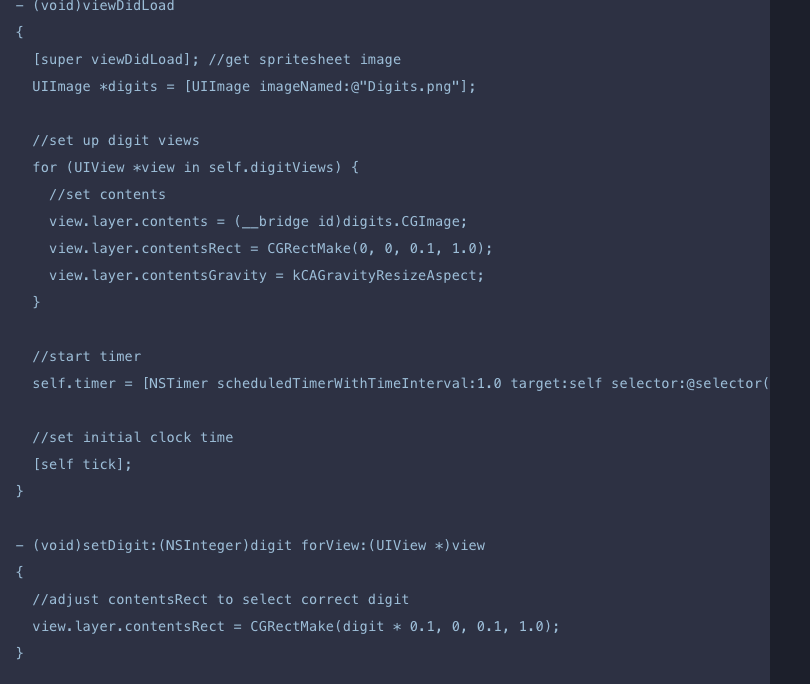 - (void)viewDidLoad
{
  [super viewDidLoad]; //get spritesheet image
  UIImage *digits = [UIImage imageNamed:@"Digits.png"];

  //set up digit views
  for (UIView *view in self.digitViews) {
    //set contents
    view.layer.contents = (__bridge id)digits.CGImage;
    view.layer.contentsRect = CGRectMake(0, 0, 0.1, 1.0);
    view.layer.contentsGravity = kCAGravityResizeAspect;
  }

  //start timer
  self.timer = [NSTimer scheduledTimerWithTimeInterval:1.0 target:self selector:@selector(

  //set initial clock time
  [self tick];
}

- (void)setDigit:(NSInteger)digit forView:(UIView *)view
{
  //adjust contentsRect to select correct digit
  view.layer.contentsRect = CGRectMake(digit * 0.1, 0, 0.1, 1.0);
}